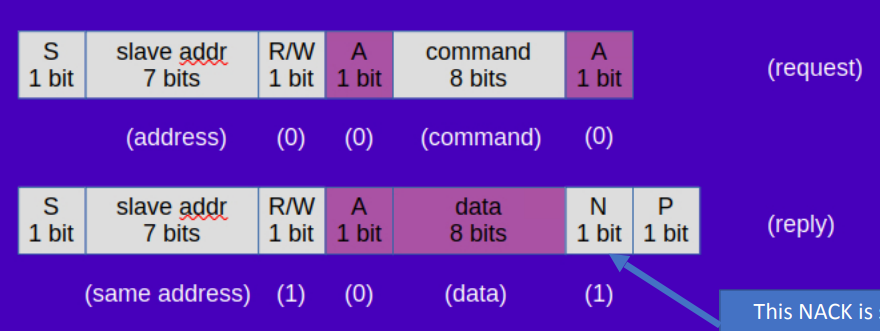 S slave addr R/W A command A
1 bit 7 bits 1 bit 1 bit 8 bits 1 bit
(request)
(address) (0) (0) (command) (0)
S slave addr R/W A data N P
1 bit 7 bits 1 bit 1 bit 8 bits 1 bit 1 bit
(reply)
(same address) (1) (0) (data) (1)
This NACK is